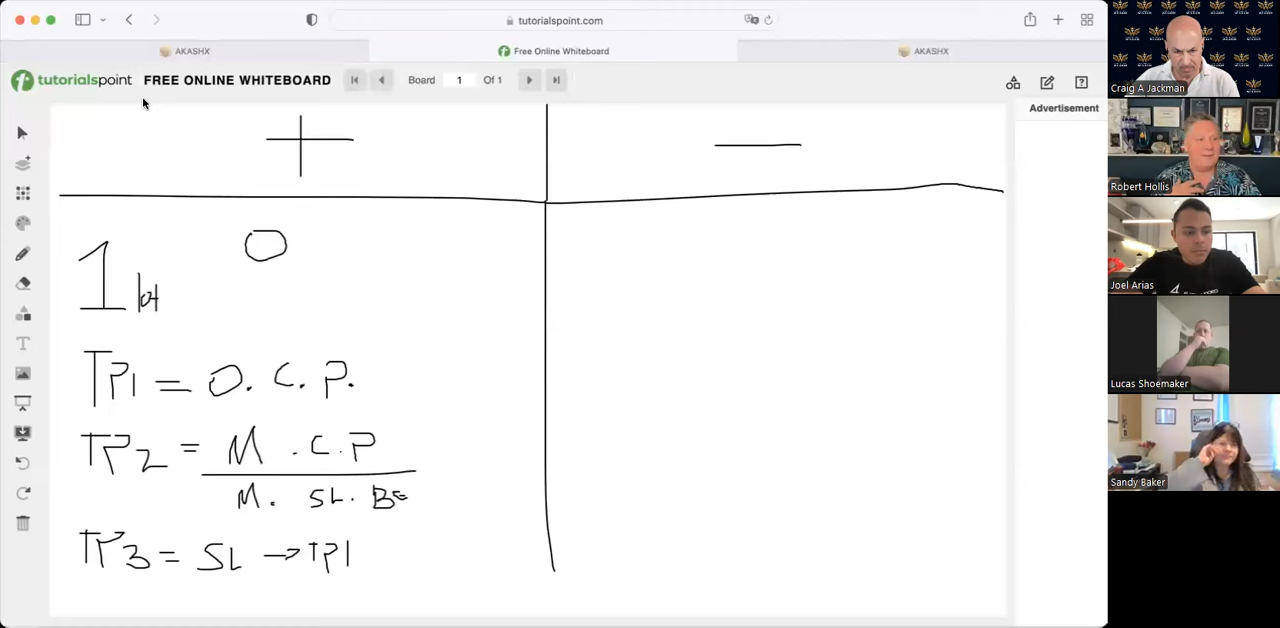 tutorialspoint.com
AKASHX
Free Online Whiteboard
AKASHX
tutorialspoint
FREE ONLINE WHITEBOARD
Board 1 Of 1
Advertisement
+ —
1 lot O
TP1 = O. C. P.
TP2 = M. C. P
M. SL. BE
TP3 = SL → TP1
Craig A Jackman
Robert Hollis
Joel Arias
Lucas Shoemaker
Sandy Baker